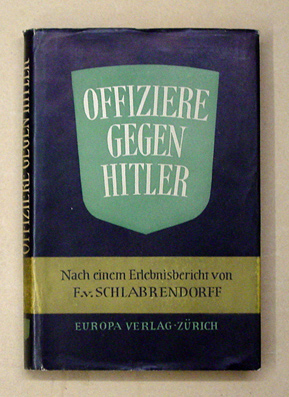 OFFIZIERE
GEGEN
HITLER
Nach einem Erlebnisbericht von
F.v. SCHLABRENDORFF
EUROPA VERLAG · ZÜRICH
OFFIZIERE GEGEN HITLER